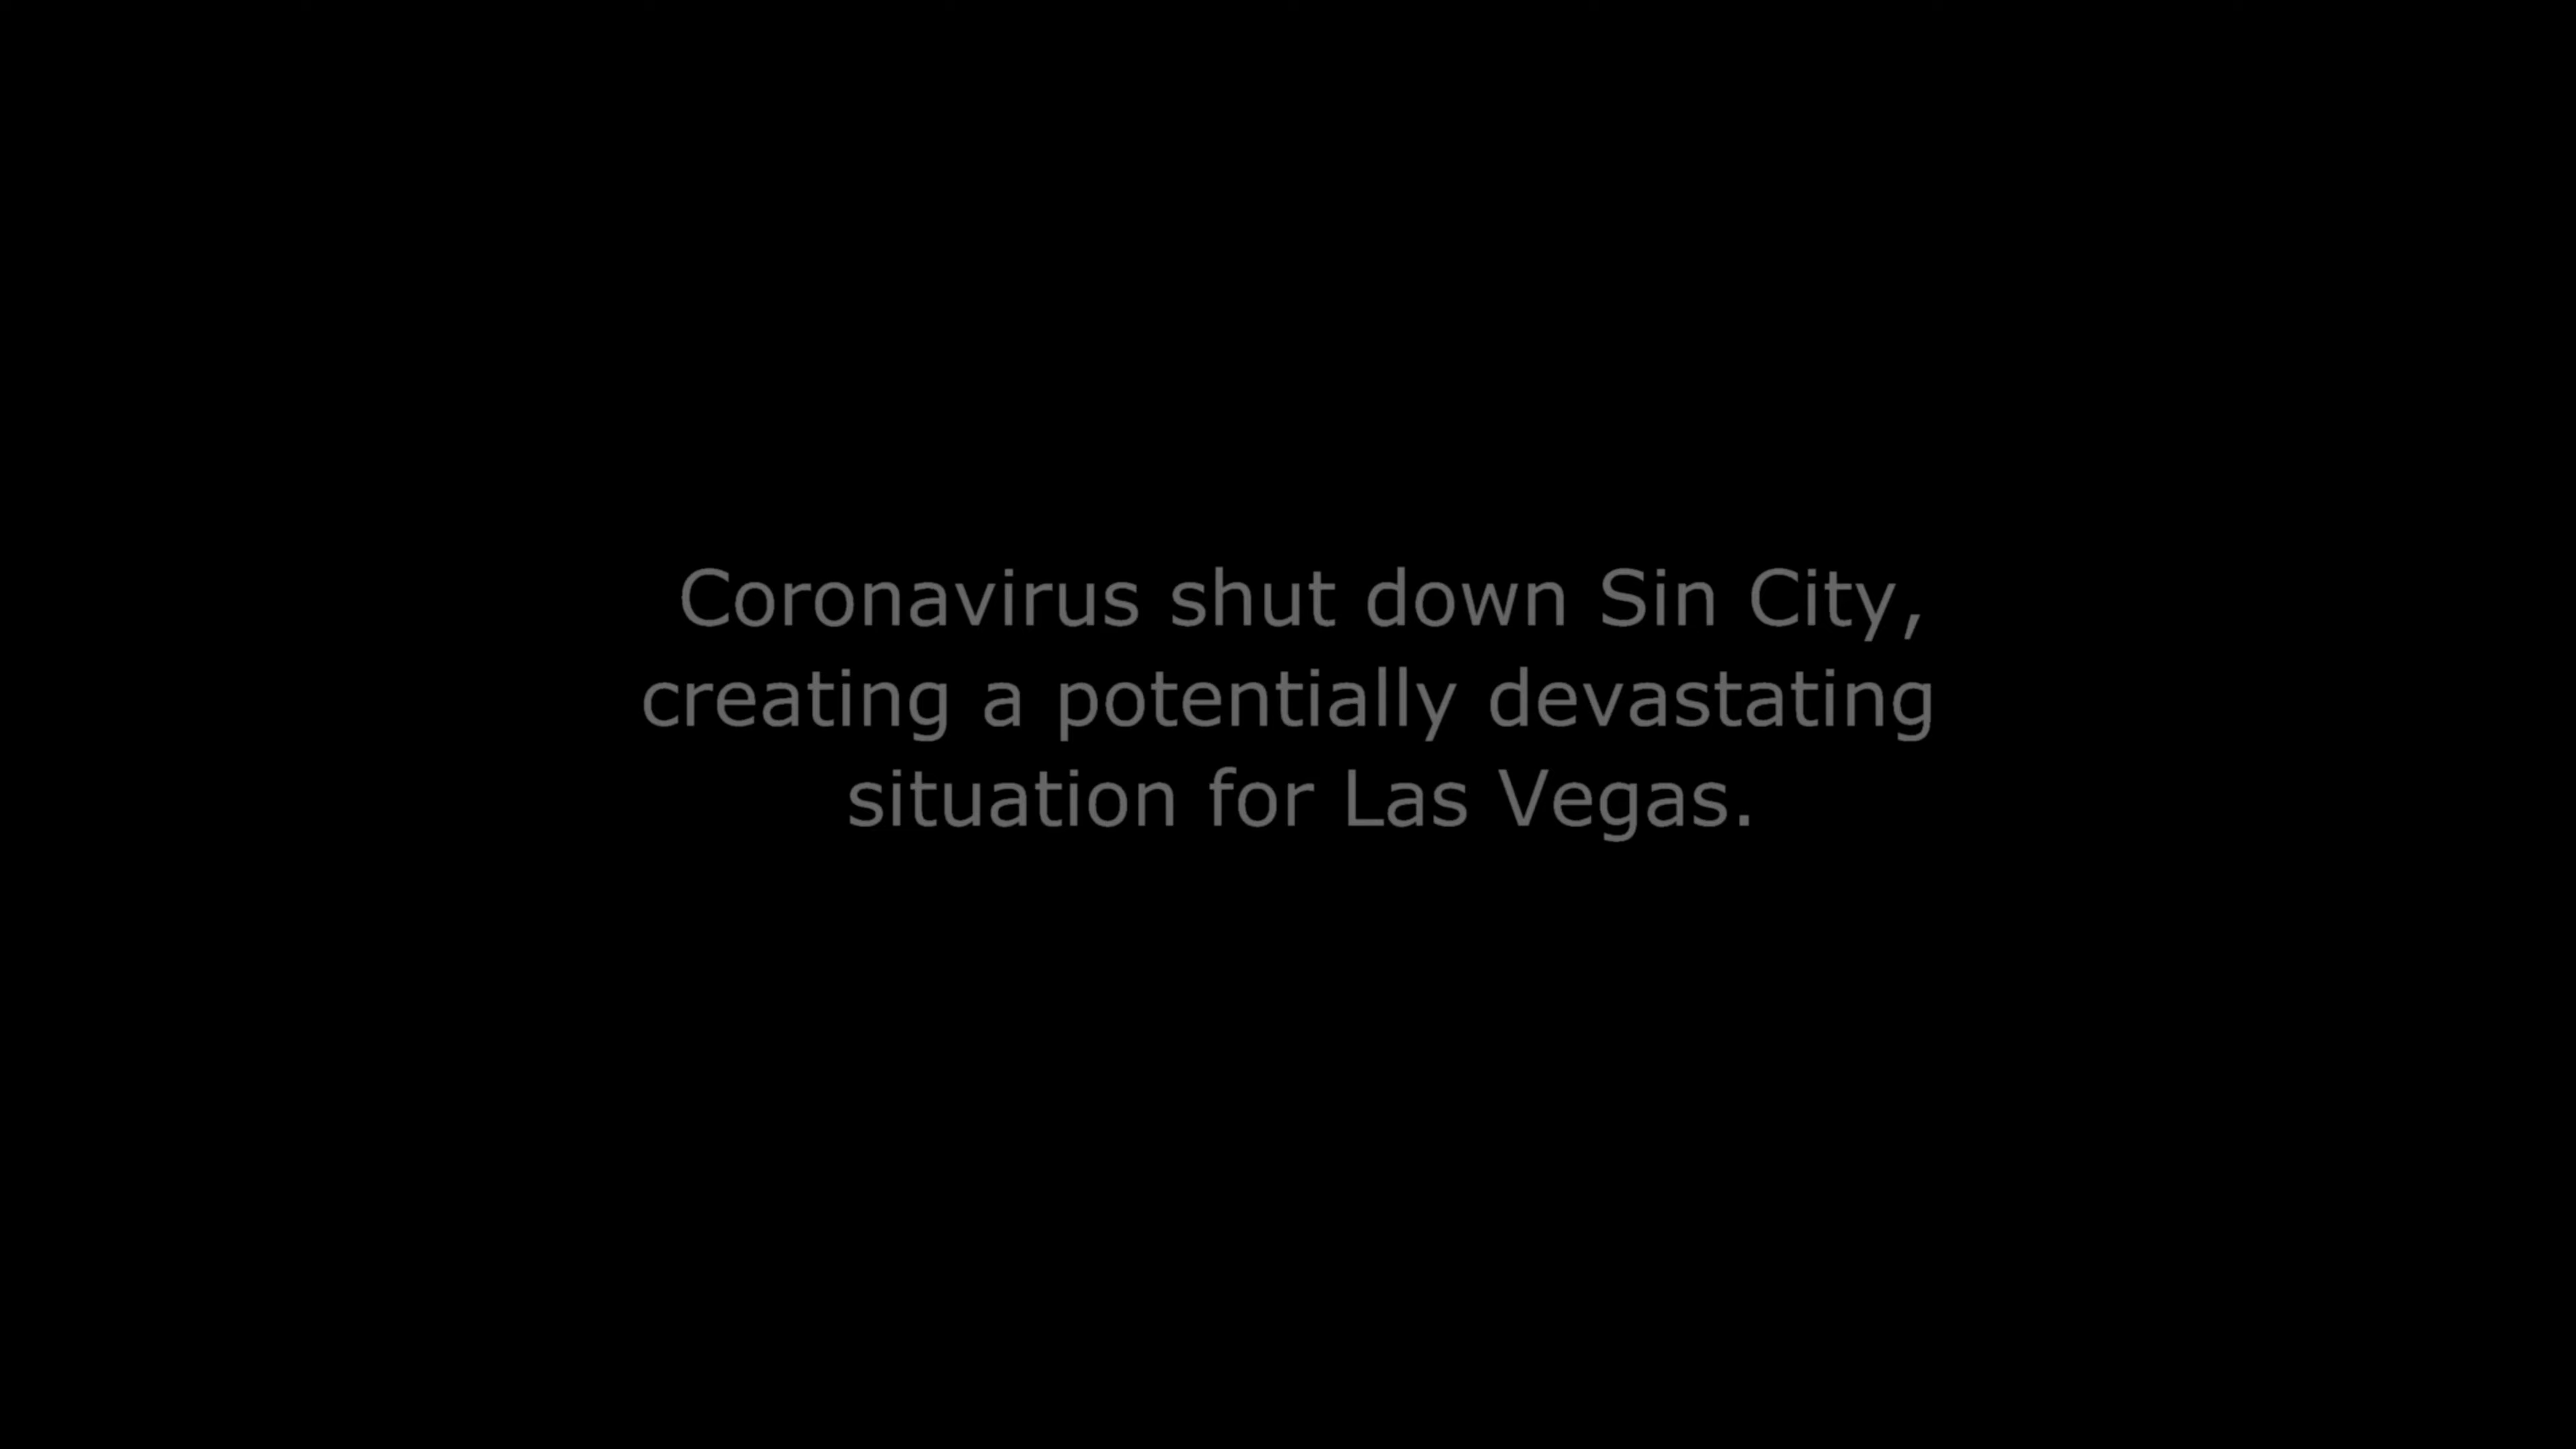 Coronavirus shut down Sin City,
creating a potentially devastating
situation for Las Vegas.